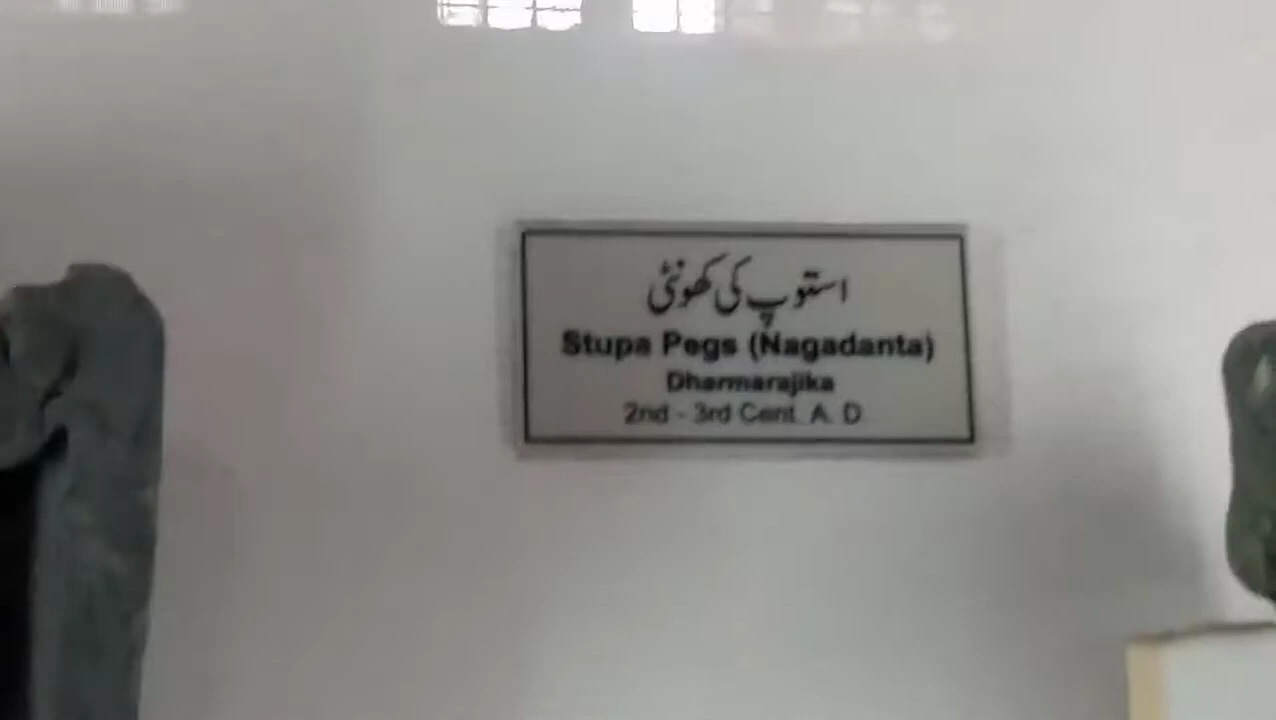 استوپ کی کھونٹی
Stupa Pegs (Nagadanta)
Dharmarajika
2nd - 3rd Cent. A. D